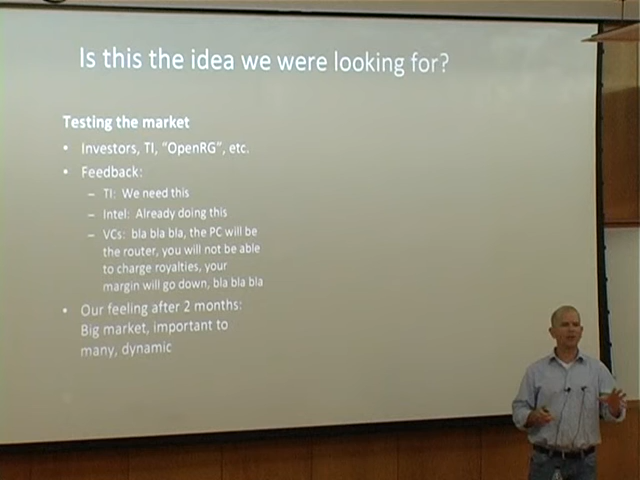 Is this the idea we were looking for?
Testing the market
• Investors, TI, "OpenRG", etc.
• Feedback:
– TI: We need this
– Intel: Already doing this
– VCs: bla bla bla, the PC will be
the router, you will not be able
to charge royalties, your
margin will go down, bla bla bla
• Our feeling after 2 months:
Big market, important to
many, dynamic